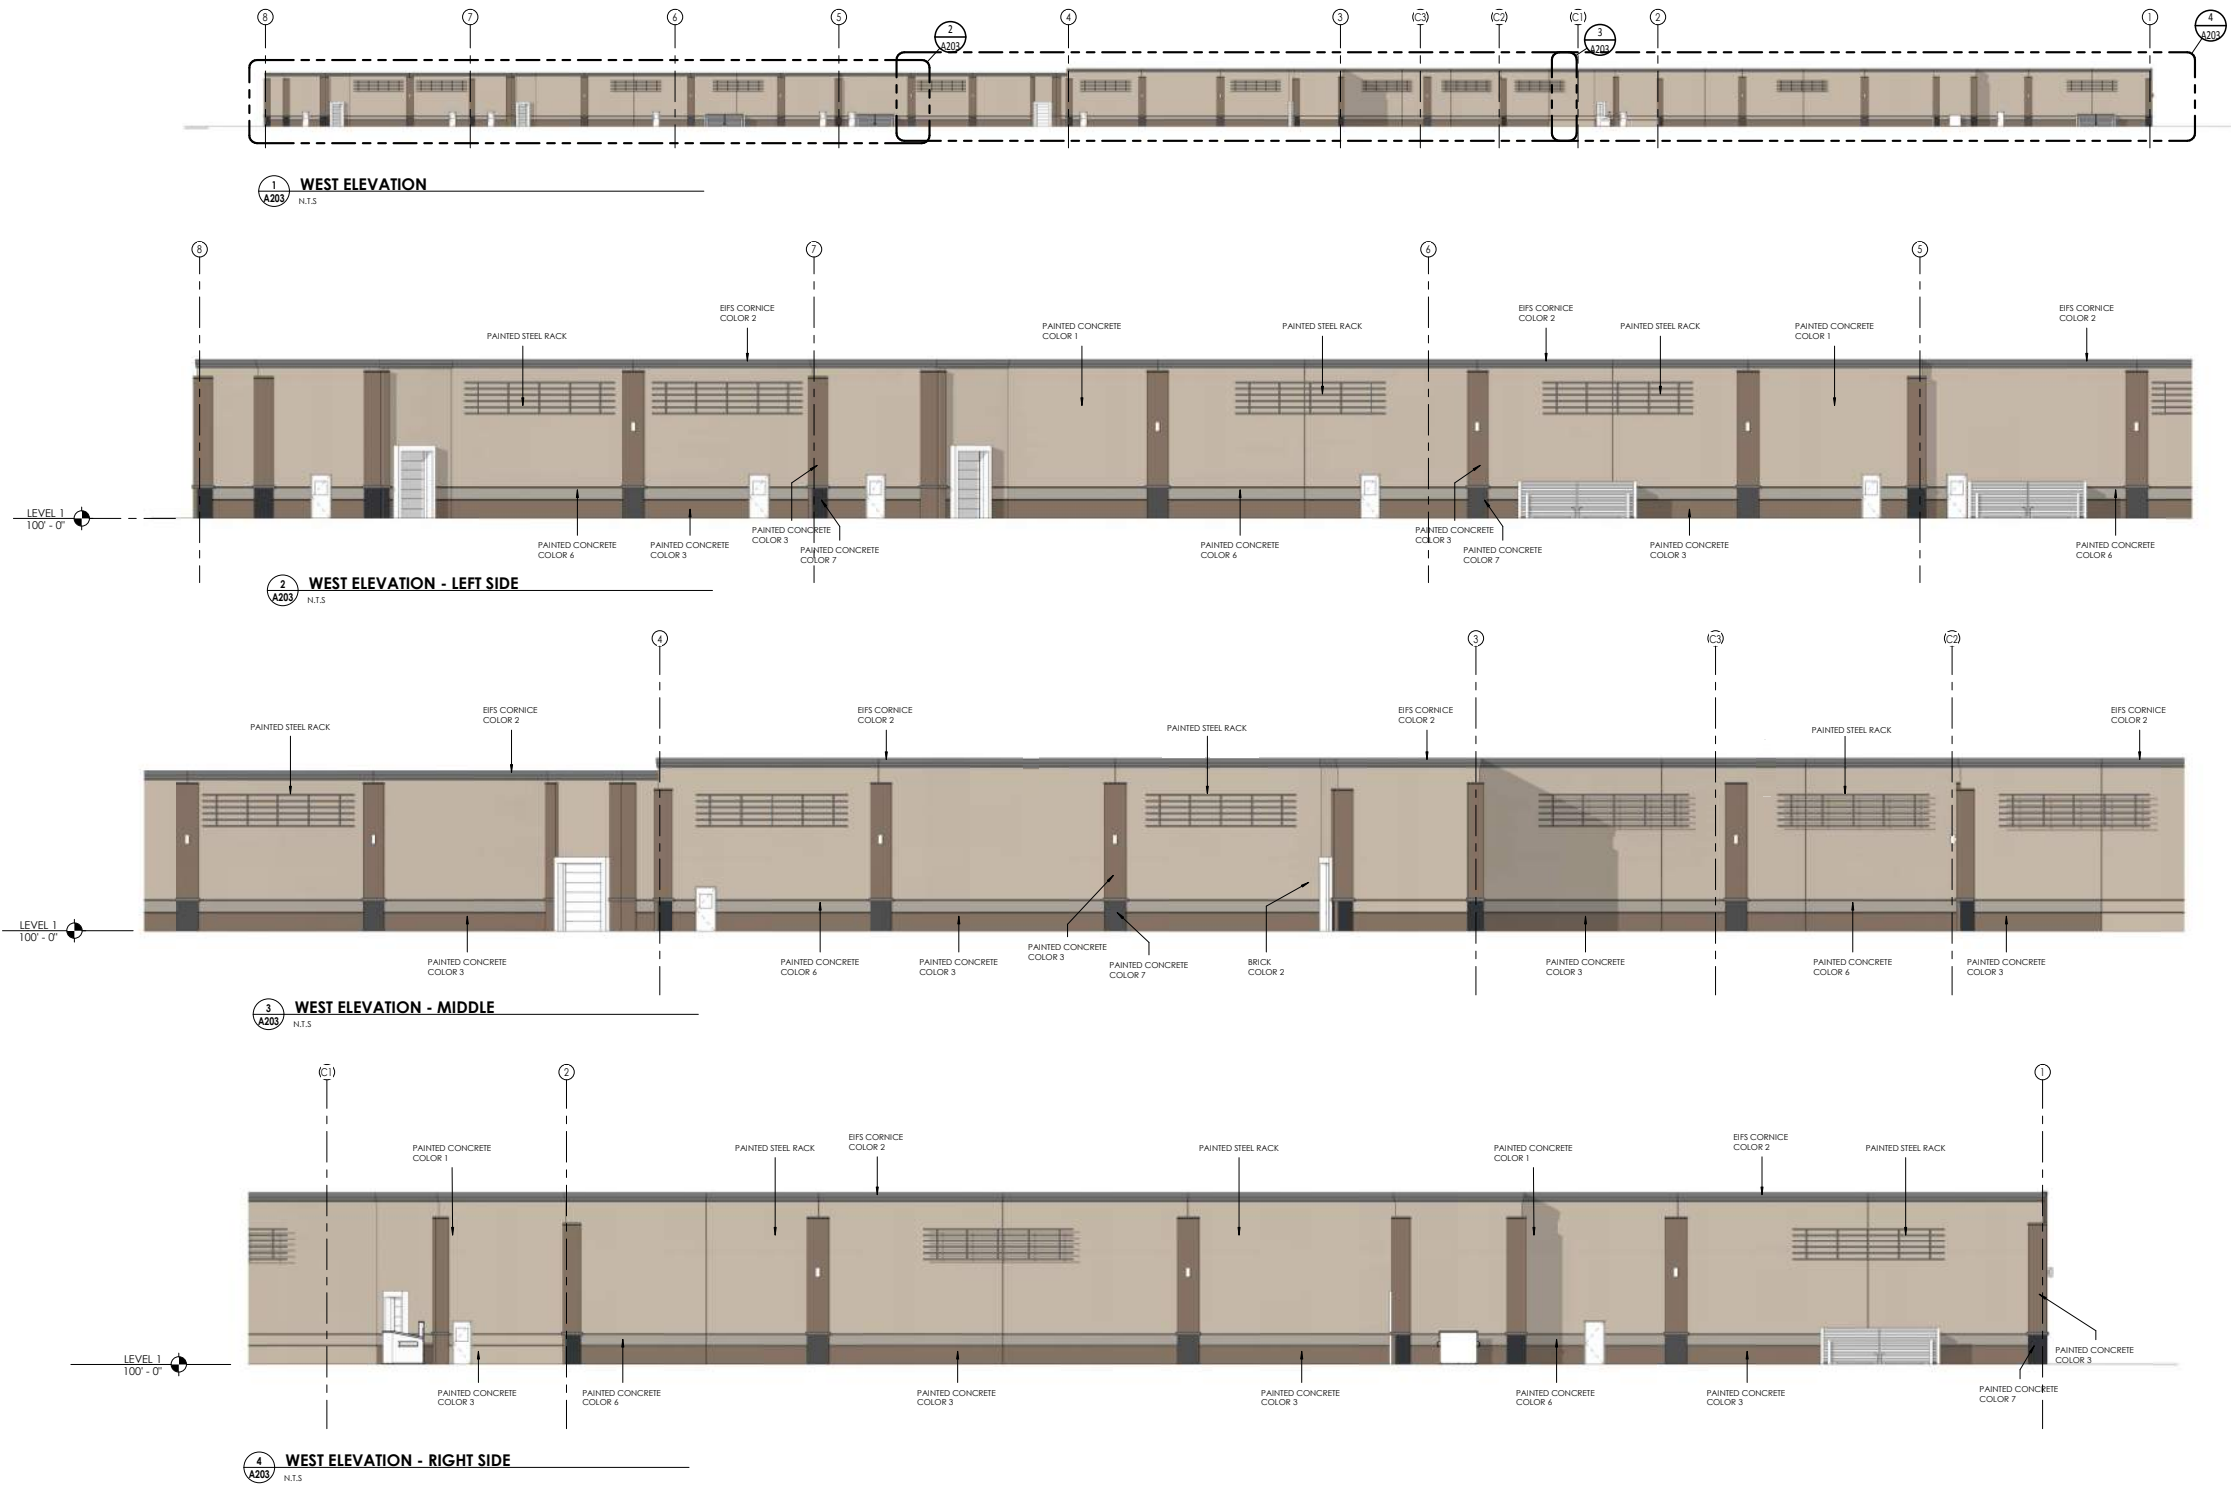 8
7
6
5
4
3
(C3)
(C2)
(C1)
2
1
2
A203
3
A203
4
A203
1
A203
WEST ELEVATION
N.T.S
8
7
6
5
EIFS CORNICE
COLOR 2
EIFS CORNICE
COLOR 2
EIFS CORNICE
COLOR 2
PAINTED STEEL RACK
PAINTED CONCRETE
COLOR 1
PAINTED STEEL RACK
PAINTED STEEL RACK
PAINTED CONCRETE
COLOR 1
LEVEL 1
100' - 0"
PAINTED CONCRETE
COLOR 6
PAINTED CONCRETE
COLOR 3
PAINTED CONCRETE
COLOR 3
PAINTED CONCRETE
COLOR 7
PAINTED CONCRETE
COLOR 6
PAINTED CONCRETE
COLOR 3
PAINTED CONCRETE
COLOR 7
PAINTED CONCRETE
COLOR 3
PAINTED CONCRETE
COLOR 6
2
A203
WEST ELEVATION - LEFT SIDE
N.T.S
4
3
(C3)
(C2)
PAINTED STEEL RACK
EIFS CORNICE
COLOR 2
EIFS CORNICE
COLOR 2
PAINTED STEEL RACK
EIFS CORNICE
COLOR 2
PAINTED STEEL RACK
EIFS CORNICE
COLOR 2
LEVEL 1
100' - 0"
PAINTED CONCRETE
COLOR 3
PAINTED CONCRETE
COLOR 6
PAINTED CONCRETE
COLOR 3
PAINTED CONCRETE
COLOR 3
PAINTED CONCRETE
COLOR 7
BRICK
COLOR 2
PAINTED CONCRETE
COLOR 3
PAINTED CONCRETE
COLOR 6
PAINTED CONCRETE
COLOR 3
3
A203
WEST ELEVATION - MIDDLE
N.T.S
(C1)
2
1
PAINTED CONCRETE
COLOR 1
PAINTED STEEL RACK
EIFS CORNICE
COLOR 2
PAINTED STEEL RACK
PAINTED CONCRETE
COLOR 1
EIFS CORNICE
COLOR 2
PAINTED STEEL RACK
LEVEL 1
100' - 0"
PAINTED CONCRETE
COLOR 3
PAINTED CONCRETE
COLOR 6
PAINTED CONCRETE
COLOR 3
PAINTED CONCRETE
COLOR 3
PAINTED CONCRETE
COLOR 6
PAINTED CONCRETE
COLOR 3
PAINTED CONCRETE
COLOR 7
PAINTED CONCRETE
COLOR 3
4
A203
WEST ELEVATION - RIGHT SIDE
N.T.S